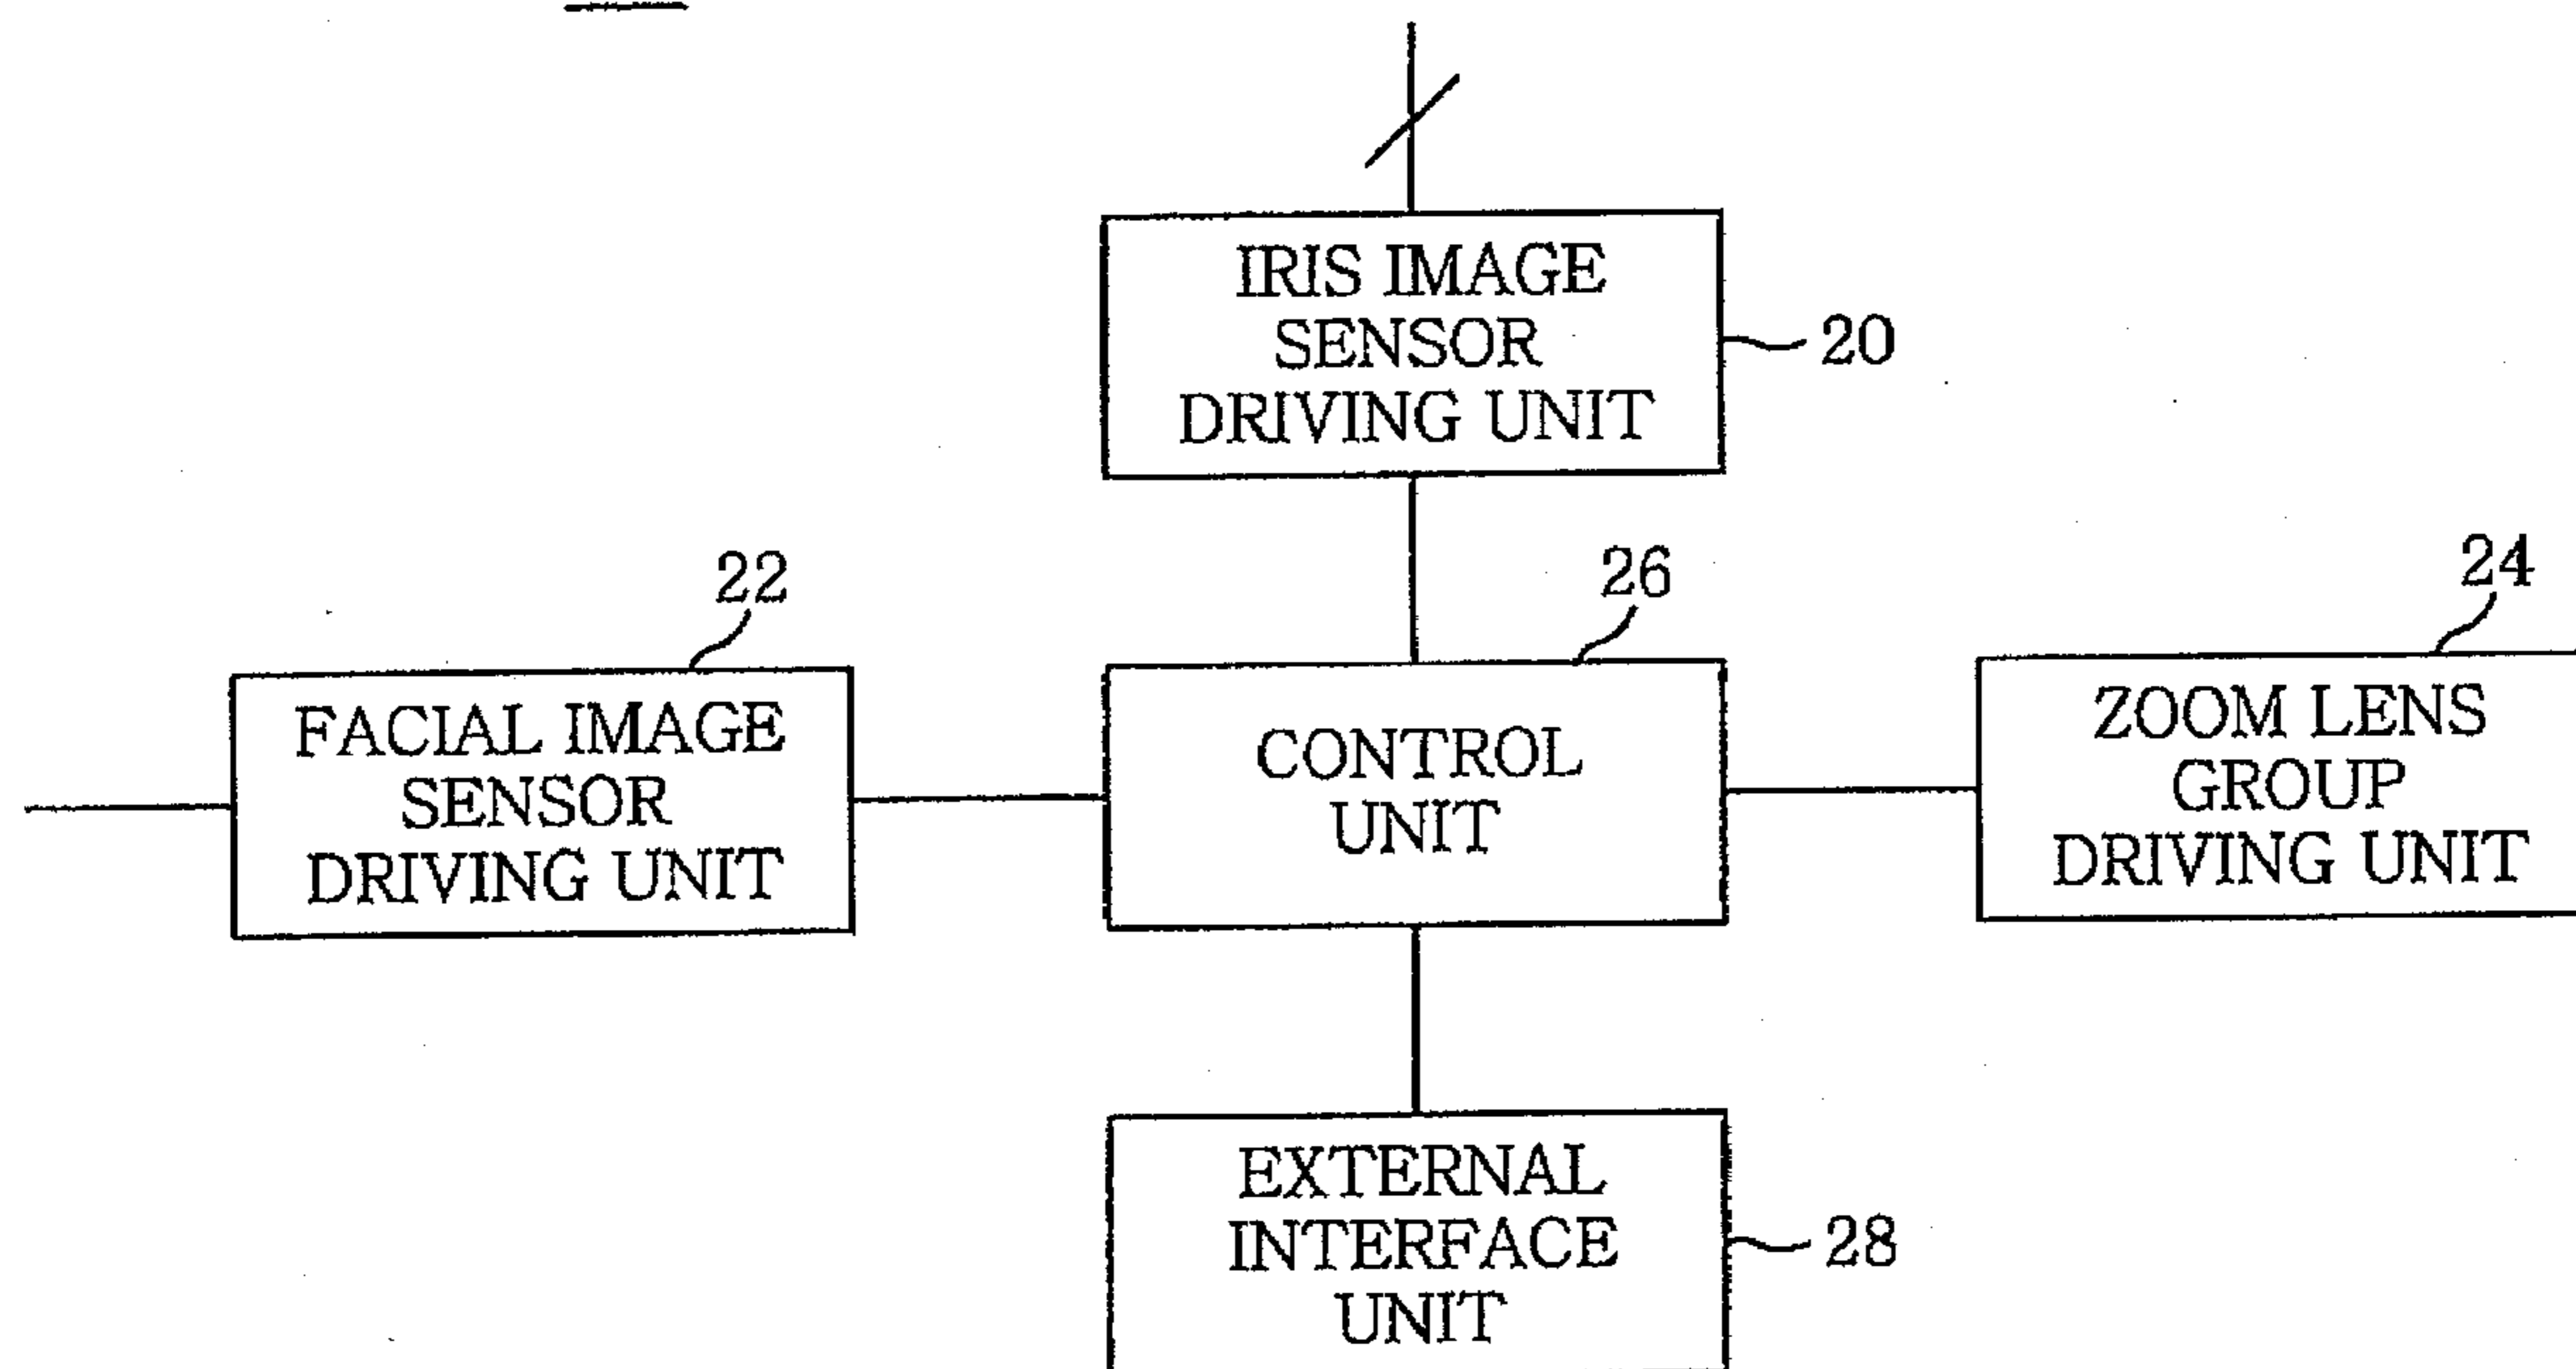 IRIS IMAGE
SENSOR
DRIVING UNIT
20
22
26
24
FACIAL IMAGE
SENSOR
DRIVING UNIT
CONTROL
UNIT
ZOOM LENS
GROUP
DRIVING UNIT
EXTERNAL
INTERFACE
UNIT
28